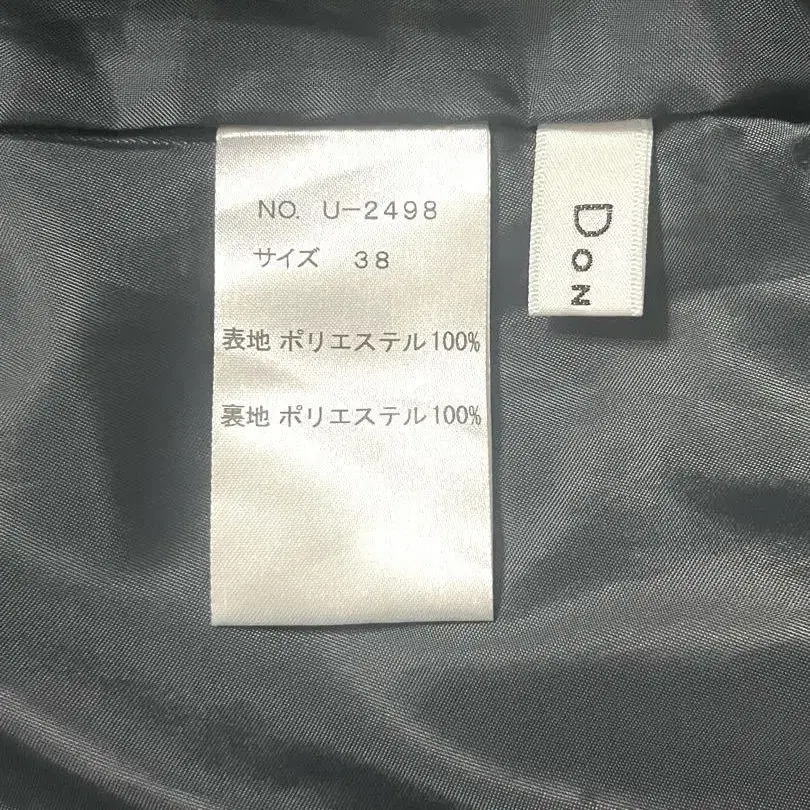 NO. U-2498
サイズ 38
表地 ポリエステル100%
裏地 ポリエステル100%
DON